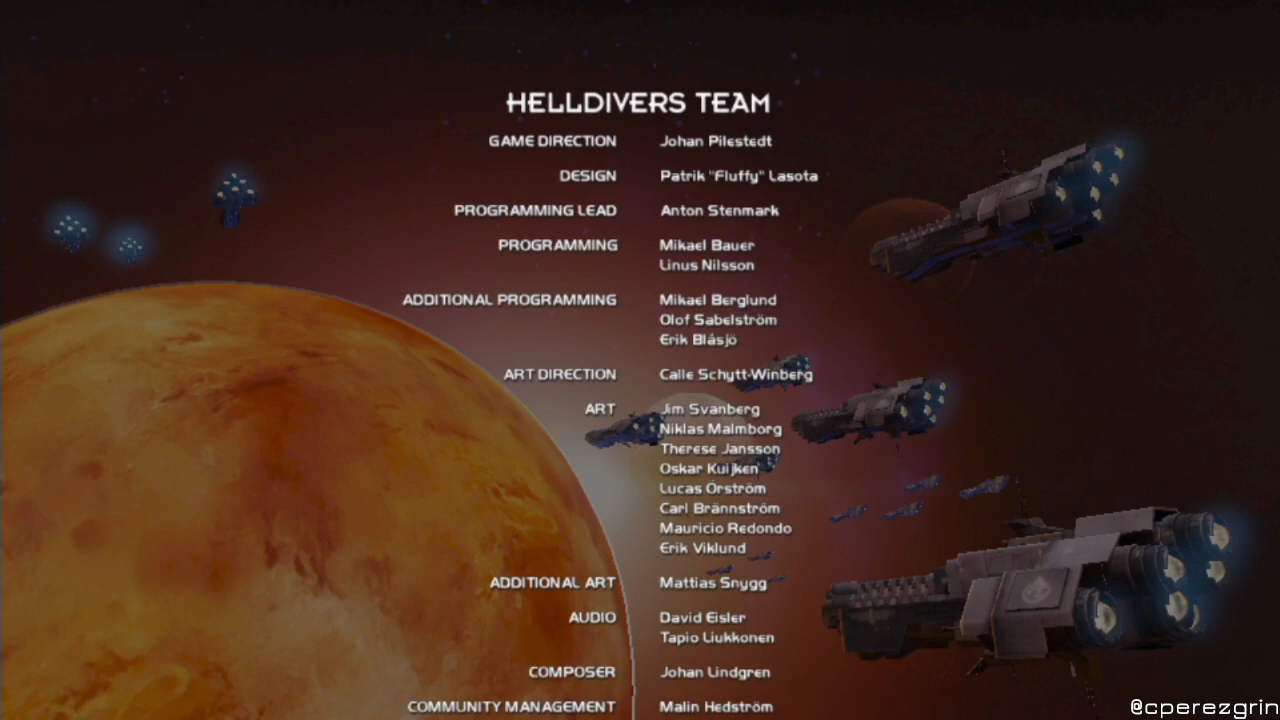 HELLDIVERS TEAM
GAME DIRECTION Johan Pilestedt
DESIGN Patrik "Fluffy" Lasota
PROGRAMMING LEAD Anton Stenmark
PROGRAMMING Mikael Bauer
Linus Nilsson
ADDITIONAL PROGRAMMING Mikael Berglund
Olof Sabelström
Erik Blåsjö
ART DIRECTION Calle Schytt-Winberg
ART Jim Svanberg
Niklas Malmborg
Therese Jansson
Oskar Kuijken
Lucas Örström
Carl Brännström
Mauricio Redondo
Erik Viklund
ADDITIONAL ART Mattias Snygg
AUDIO David Eisler
Tapio Liukkonen
COMPOSER Johan Lindgren
COMMUNITY MANAGEMENT Malin Hedström
@cperezgrin